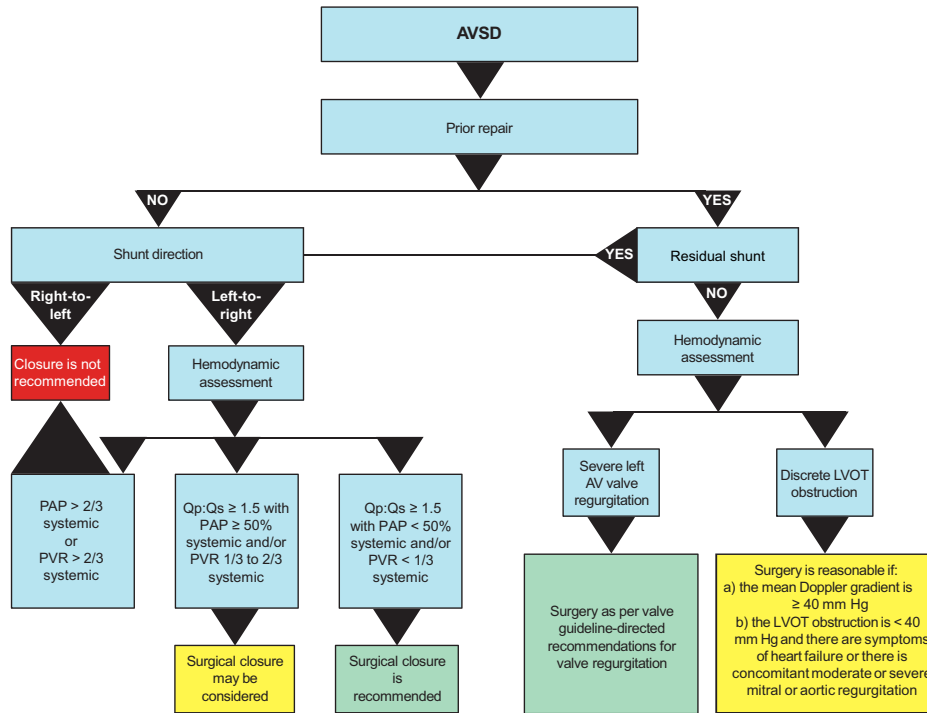 AVSD
Prior repair
NO
YES
Shunt direction
YES
Residual shunt
Right-to-
left
Left-to-
right
NO
Closure is not
recommended
Hemodynamic
assessment
Hemodynamic
assessment
PAP > 2/3
systemic
or
PVR > 2/3
systemic
Qp:Qs ≥ 1.5 with
PAP ≥ 50%
systemic and/or
PVR 1/3 to 2/3
systemic
Qp:Qs ≥ 1.5
with PAP < 50%
systemic and/or
PVR < 1/3
systemic
Severe left
AV valve
regurgitation
Discrete LVOT
obstruction
Surgical closure
may be
considered
Surgical closure
is
recommended
Surgery as per valve
guideline-directed
recommendations for
valve regurgitation
Surgery is reasonable if:
a) the mean Doppler gradient is
≥ 40 mm Hg
b) the LVOT obstruction is < 40
mm Hg and there are symptoms
of heart failure or there is
concomitant moderate or severe
mitral or aortic regurgitation